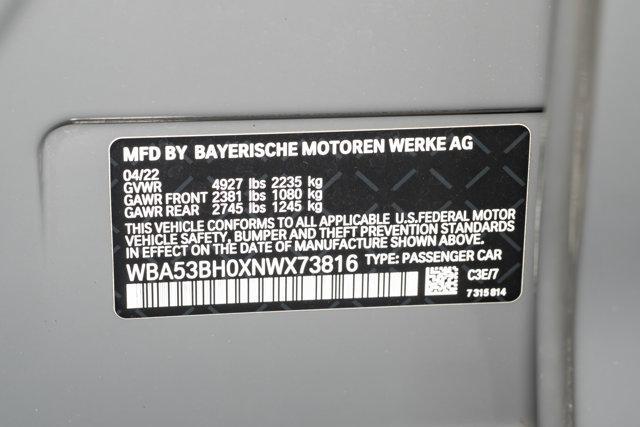 MFD BY BAYERISCHE MOTOREN WERKE AG
04/22
GVWR 4927 lbs 2235 kg
GAWR FRONT 2381 lbs 1080 kg
GAWR REAR 2745 lbs 1245 kg
THIS VEHICLE CONFORMS TO ALL APPLICABLE U.S.FEDERAL MOTOR
VEHICLE SAFETY, BUMPER AND THEFT PREVENTION STANDARDS
IN EFFECT ON THE DATE OF MANUFACTURE SHOWN ABOVE.
WBA53BH0XNWX73816 TYPE: PASSENGER CAR
C3E/7
7 315 814